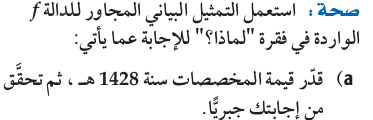 صحة: استعمل التمثيل البياني المجاور للدالة f
الواردة في فقرة "لماذا؟" للإجابة عما يأتي:
a) قدّر قيمة المخصصات سنة 1428 هـ ، ثم تحقَّق
من إجابتك جبريًّا.